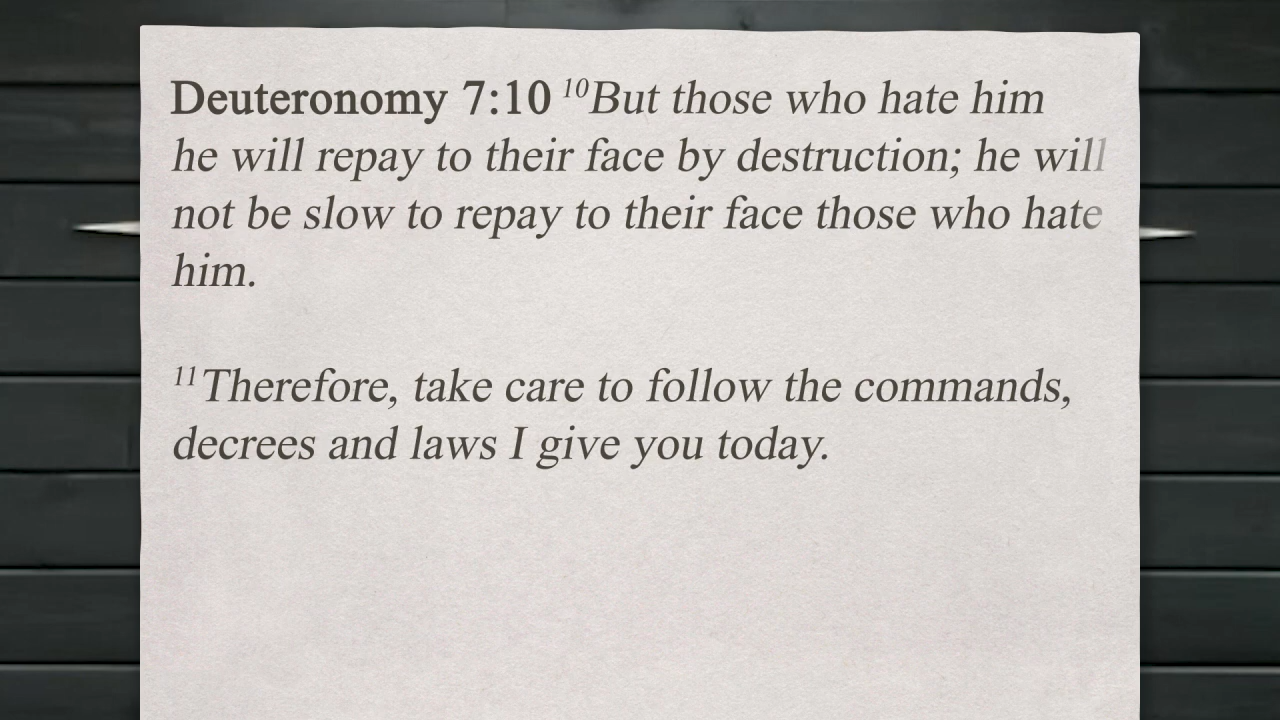 Deuteronomy 7:10 ¹⁰But those who hate him
he will repay to their face by destruction; he will
not be slow to repay to their face those who hate
him.
¹¹Therefore, take care to follow the commands,
decrees and laws I give you today.